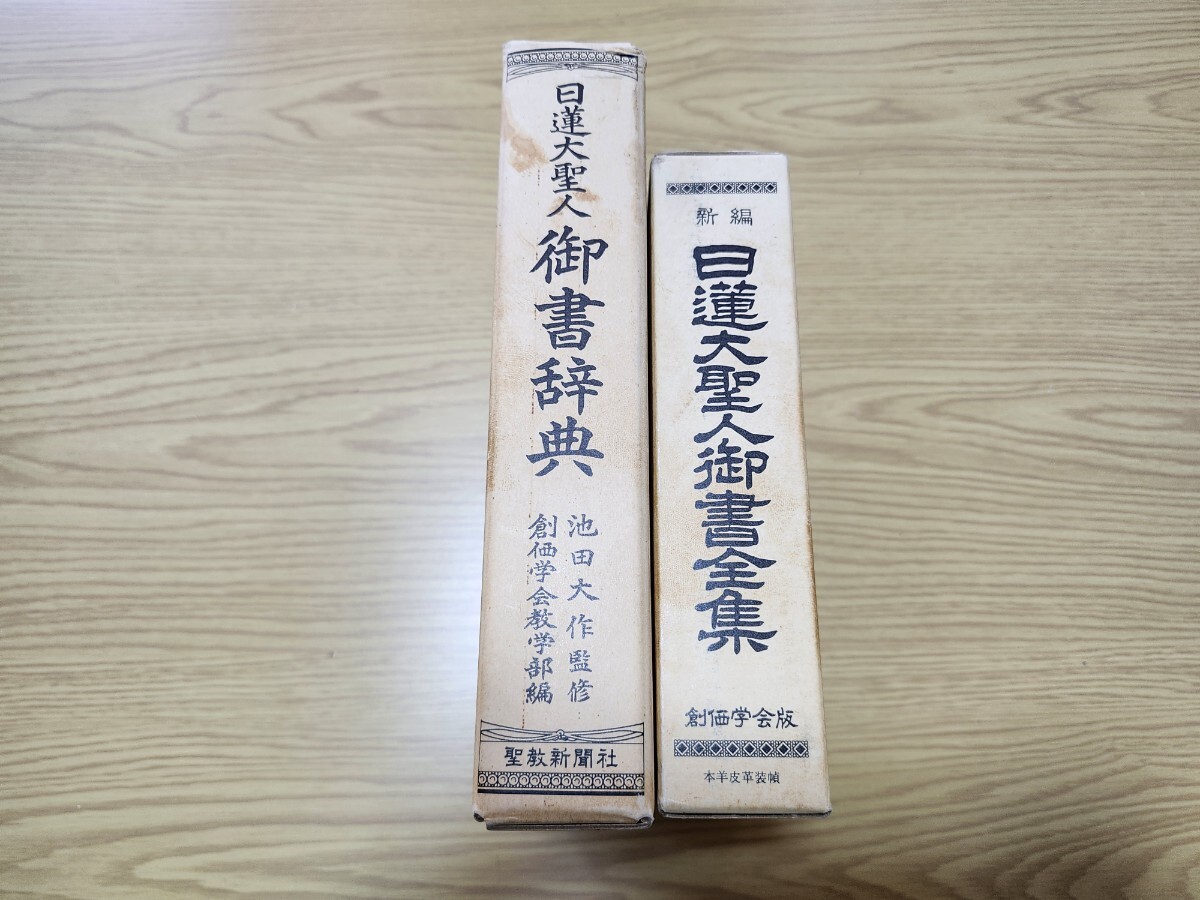 日蓮大聖人御書辞典
池田大作監修
創価学会教学部編
聖教新聞社
新編
日蓮大聖人御書全集
創価学会版
本羊皮革装幀